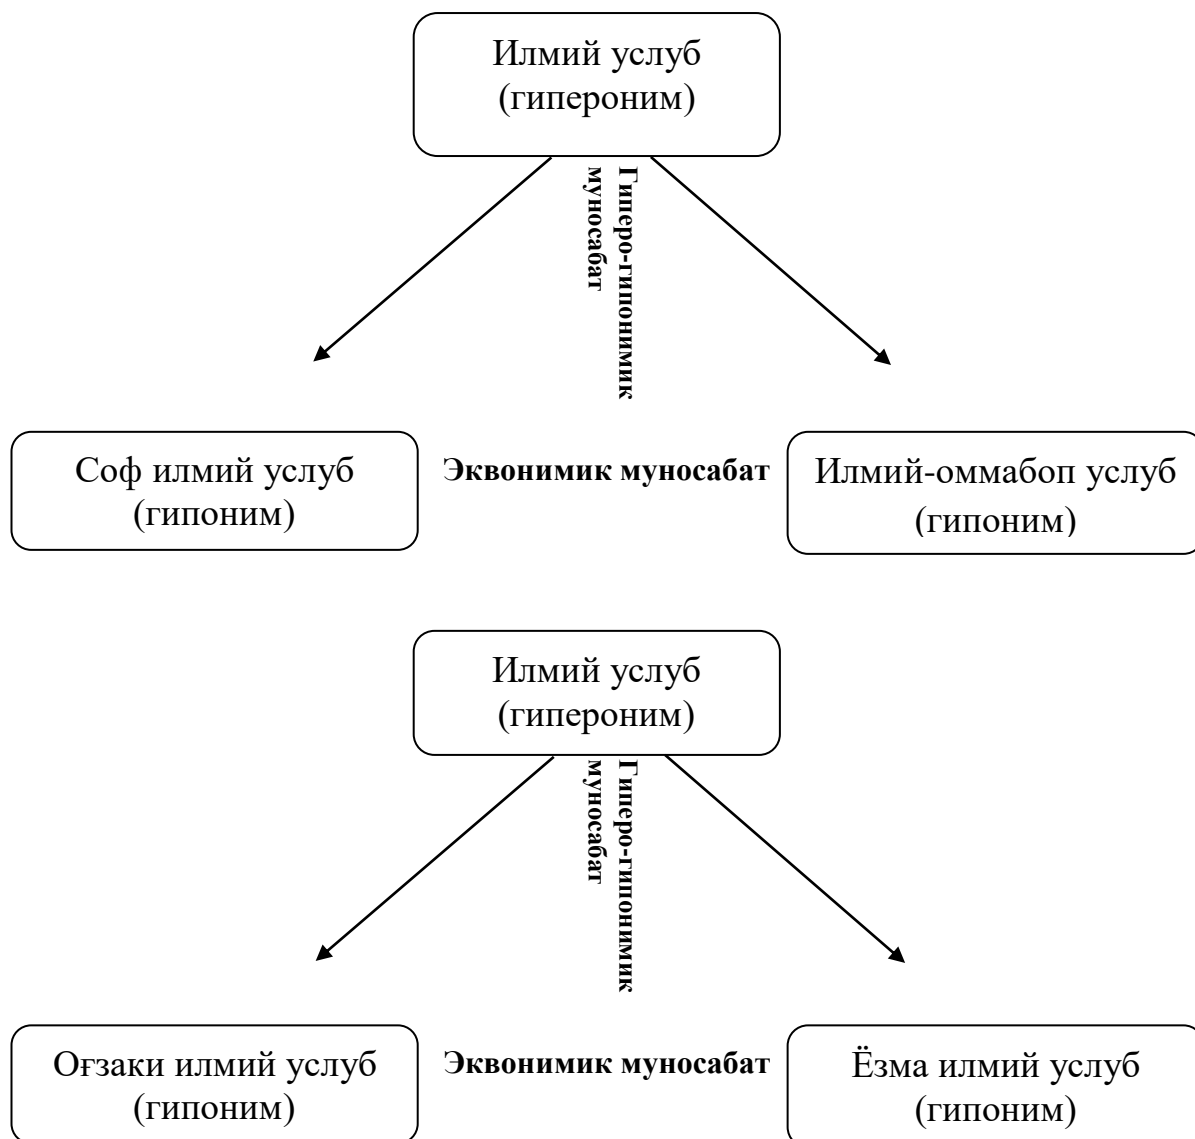 Илмий услуб
(гипероним)
Гиперо-гипонимик
муносабат
Соф илмий услуб
(гипоним)
Эквонимик муносабат
Илмий-оммабоп услуб
(гипоним)
Илмий услуб
(гипероним)
Гиперо-гипонимик
муносабат
Оғзаки илмий услуб
(гипоним)
Эквонимик муносабат
Ёзма илмий услуб
(гипоним)